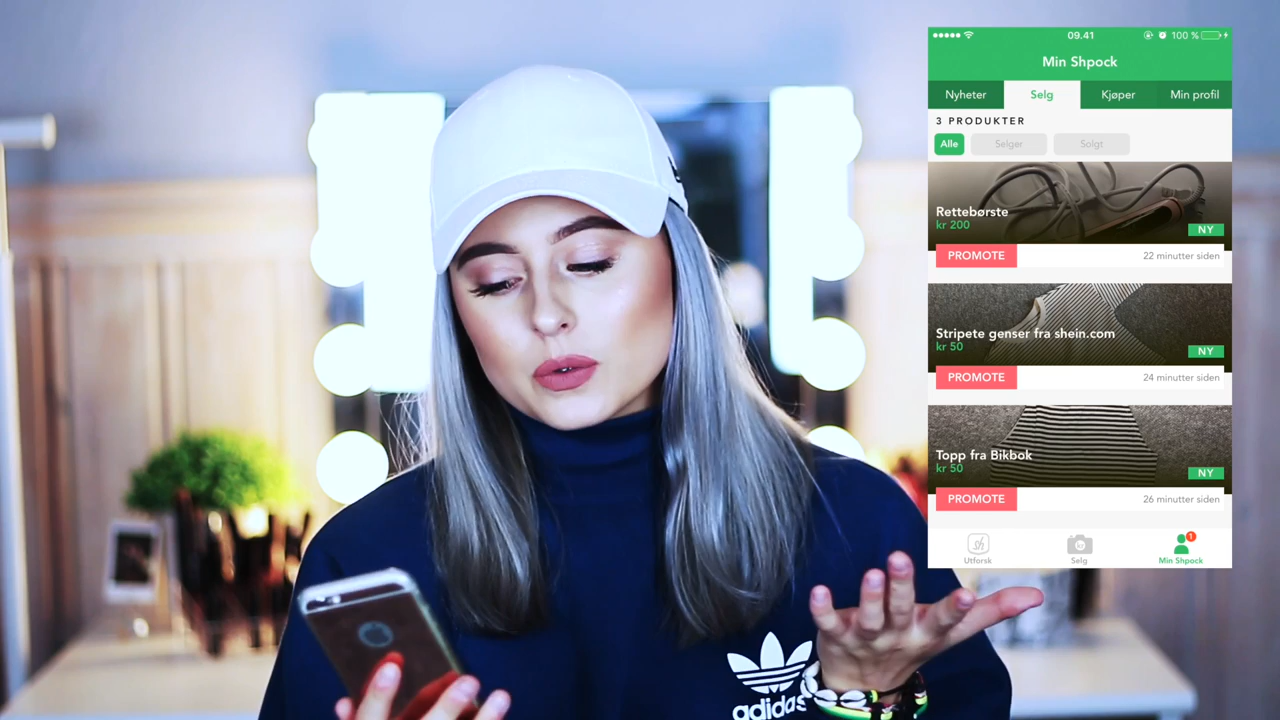 09.41
100 %
Min Shpock
Nyheter
Selg
Kjøper
Min profil
3 PRODUKTER
Alle
Selger
Solgt
Rettebørste
kr 200
NY
PROMOTE
22 minutter siden
Stripete genser fra shein.com
kr 50
NY
PROMOTE
24 minutter siden
Topp fra Bikbok
kr 50
NY
PROMOTE
26 minutter siden
1
Utforsk
Selg
Min Shpock
adidas